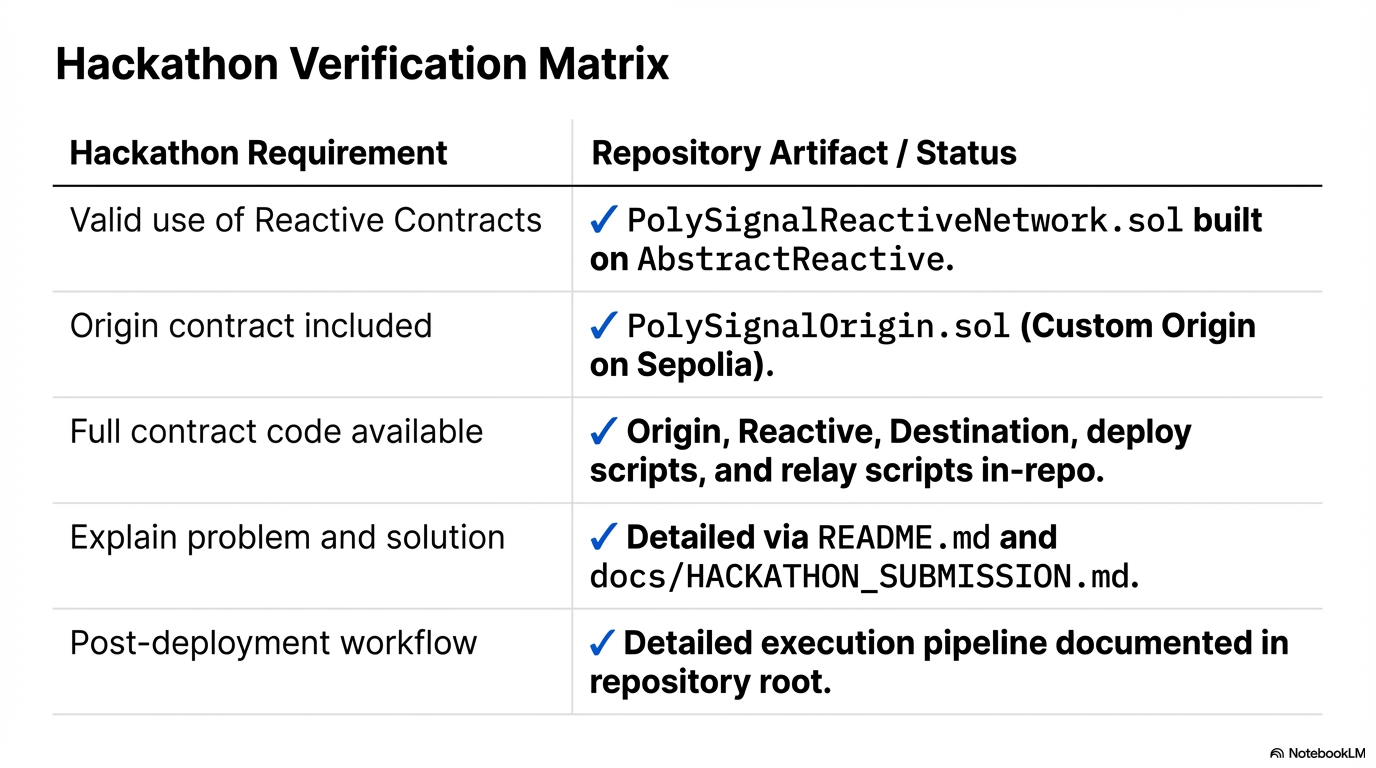 Hackathon Verification Matrix
Hackathon Requirement
Repository Artifact / Status
Valid use of Reactive Contracts
✓ PolySignalReactiveNetwork.sol built
on AbstractReactive.
Origin contract included
✓ PolySignalOrigin.sol (Custom Origin
on Sepolia).
Full contract code available
✓ Origin, Reactive, Destination, deploy
scripts, and relay scripts in-repo.
Explain problem and solution
✓ Detailed via README.md and
docs/HACKATHON_SUBMISSION.md.
Post-deployment workflow
✓ Detailed execution pipeline documented in
repository root.
NotebookLM